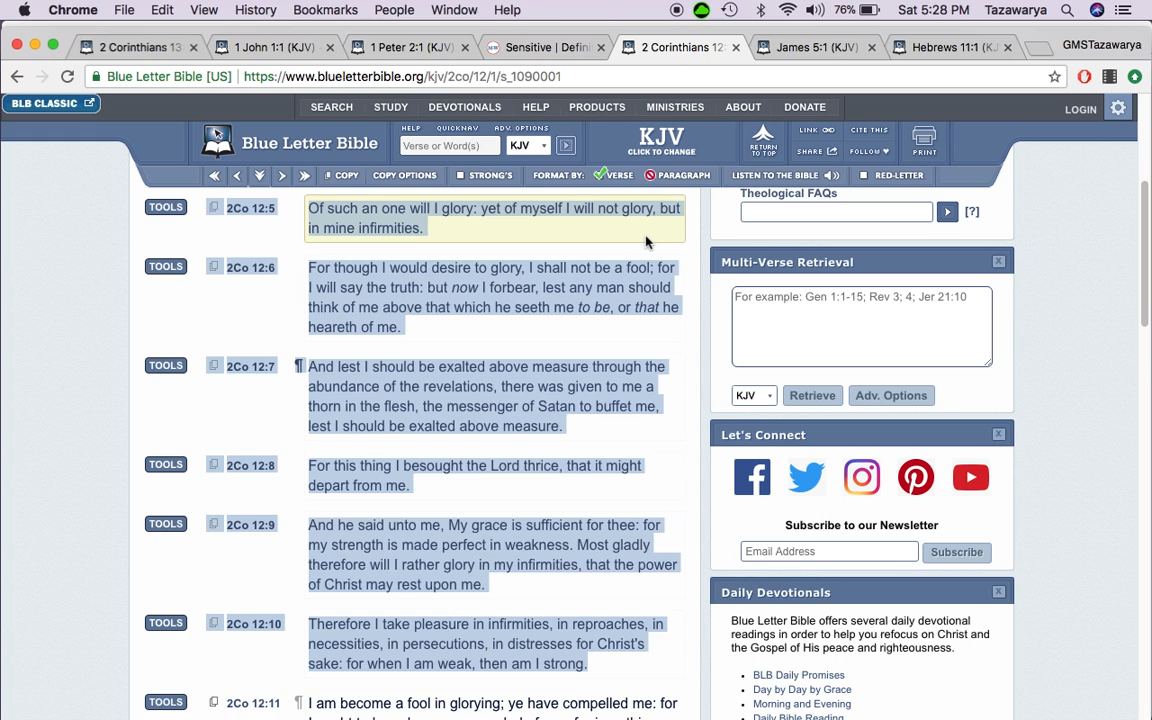 Chrome File Edit View History Bookmarks People Window Help 76% Sat 5:28 PM Tazawarya
2 Corinthians 13 1 John 1:1 (KJV) 1 Peter 2:1 (KJV) Sensitive | Defini 2 Corinthians 12 James 5:1 (KJV) Hebrews 11:1 (KJ GMSTazawarya
Blue Letter Bible [US] https://www.blueletterbible.org/kjv/2co/12/1/s_1090001
BLB CLASSIC
SEARCH STUDY DEVOTIONALS HELP PRODUCTS MINISTRIES ABOUT DONATE LOGIN
Blue Letter Bible
HELP QUICKNAV ADV. OPTIONS
Verse or Word(s) KJV
KJV
CLICK TO CHANGE
RETURN
TO TOP
LINK CITE THIS
SHARE FOLLOW
PRINT
COPY COPY OPTIONS STRONG'S FORMAT BY: VERSE PARAGRAPH LISTEN TO THE BIBLE RED-LETTER
TOOLS 2Co 12:5 Of such an one will I glory: yet of myself I will not glory, but
in mine infirmities.
TOOLS 2Co 12:6 For though I would desire to glory, I shall not be a fool; for
I will say the truth: but now I forbear, lest any man should
think of me above that which he seeth me to be, or that he
heareth of me.
TOOLS 2Co 12:7 ¶ And lest I should be exalted above measure through the
abundance of the revelations, there was given to me a
thorn in the flesh, the messenger of Satan to buffet me,
lest I should be exalted above measure.
TOOLS 2Co 12:8 For this thing I besought the Lord thrice, that it might
depart from me.
TOOLS 2Co 12:9 And he said unto me, My grace is sufficient for thee: for
my strength is made perfect in weakness. Most gladly
therefore will I rather glory in my infirmities, that the power
of Christ may rest upon me.
TOOLS 2Co 12:10 Therefore I take pleasure in infirmities, in reproaches, in
necessities, in persecutions, in distresses for Christ's
sake: for when I am weak, then am I strong.
TOOLS 2Co 12:11 ¶ I am become a fool in glorying; ye have compelled me: for
Theological FAQs
[?]
Multi-Verse Retrieval
For example: Gen 1:1-15; Rev 3; 4; Jer 21:10
KJV Retrieve Adv. Options
Let's Connect
Subscribe to our Newsletter
Email Address Subscribe
Daily Devotionals
Blue Letter Bible offers several daily devotional
readings in order to help you refocus on Christ and
the Gospel of His peace and righteousness.
• BLB Daily Promises
• Day by Day by Grace
• Morning and Evening
• Daily Bible Reading